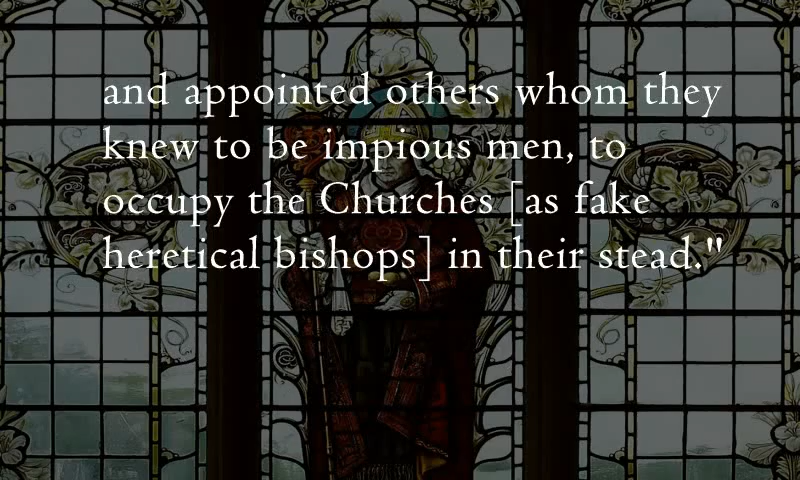 and appointed others whom they
knew to be impious men, to
occupy the Churches [as fake
heretical bishops] in their stead."